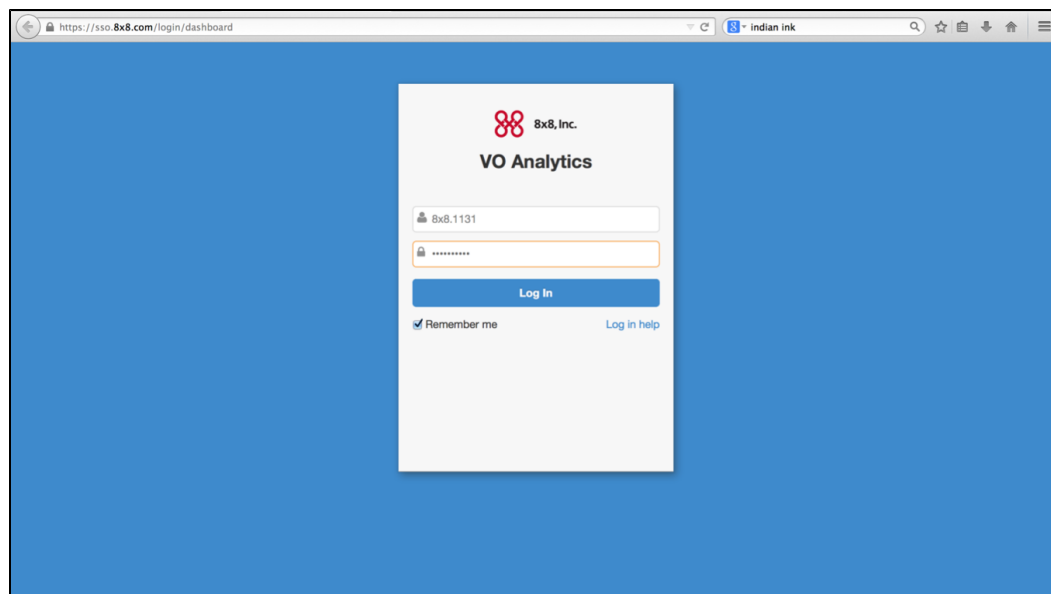 https://sso.8x8.com/login/dashboard
8 indian ink
8x8, Inc.
VO Analytics
8x8.1131
••••••••••
Log In
Remember me
Log in help